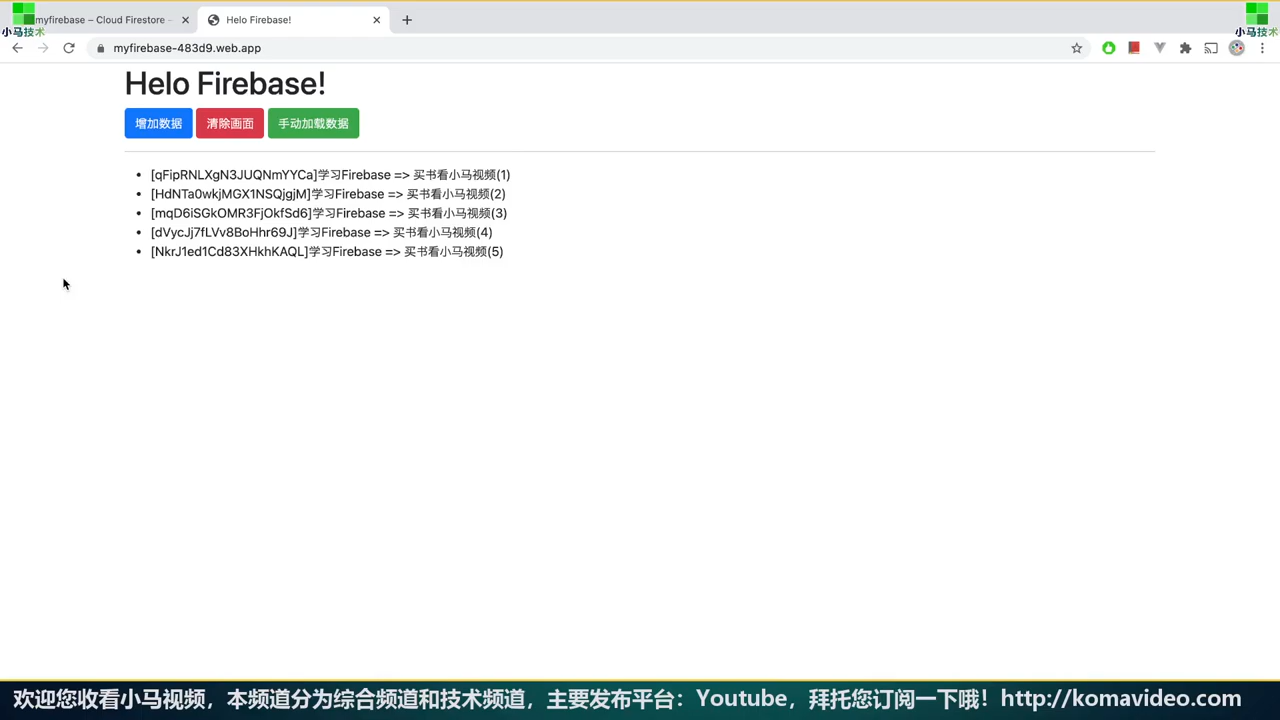 myfirebase – Cloud Firestore -
Helo Firebase!
小马技术
小马技术
myfirebase-483d9.web.app
Helo Firebase!
增加数据 清除画面 手动加载数据
• [qFipRNLXgN3JUQNmYYCa]学习Firebase => 买书看小马视频(1)
• [HdNTa0wkjMGX1NSQjgjM]学习Firebase => 买书看小马视频(2)
• [mqD6iSGkOMR3FjOkfSd6]学习Firebase => 买书看小马视频(3)
• [dVycJj7fLVv8BoHhr69J]学习Firebase => 买书看小马视频(4)
• [NkrJ1ed1Cd83XHkhKAQL]学习Firebase => 买书看小马视频(5)
欢迎您收看小马视频，本频道分为综合频道和技术频道，主要发布平台：Youtube，拜托您订阅一下哦！http://komavideo.com